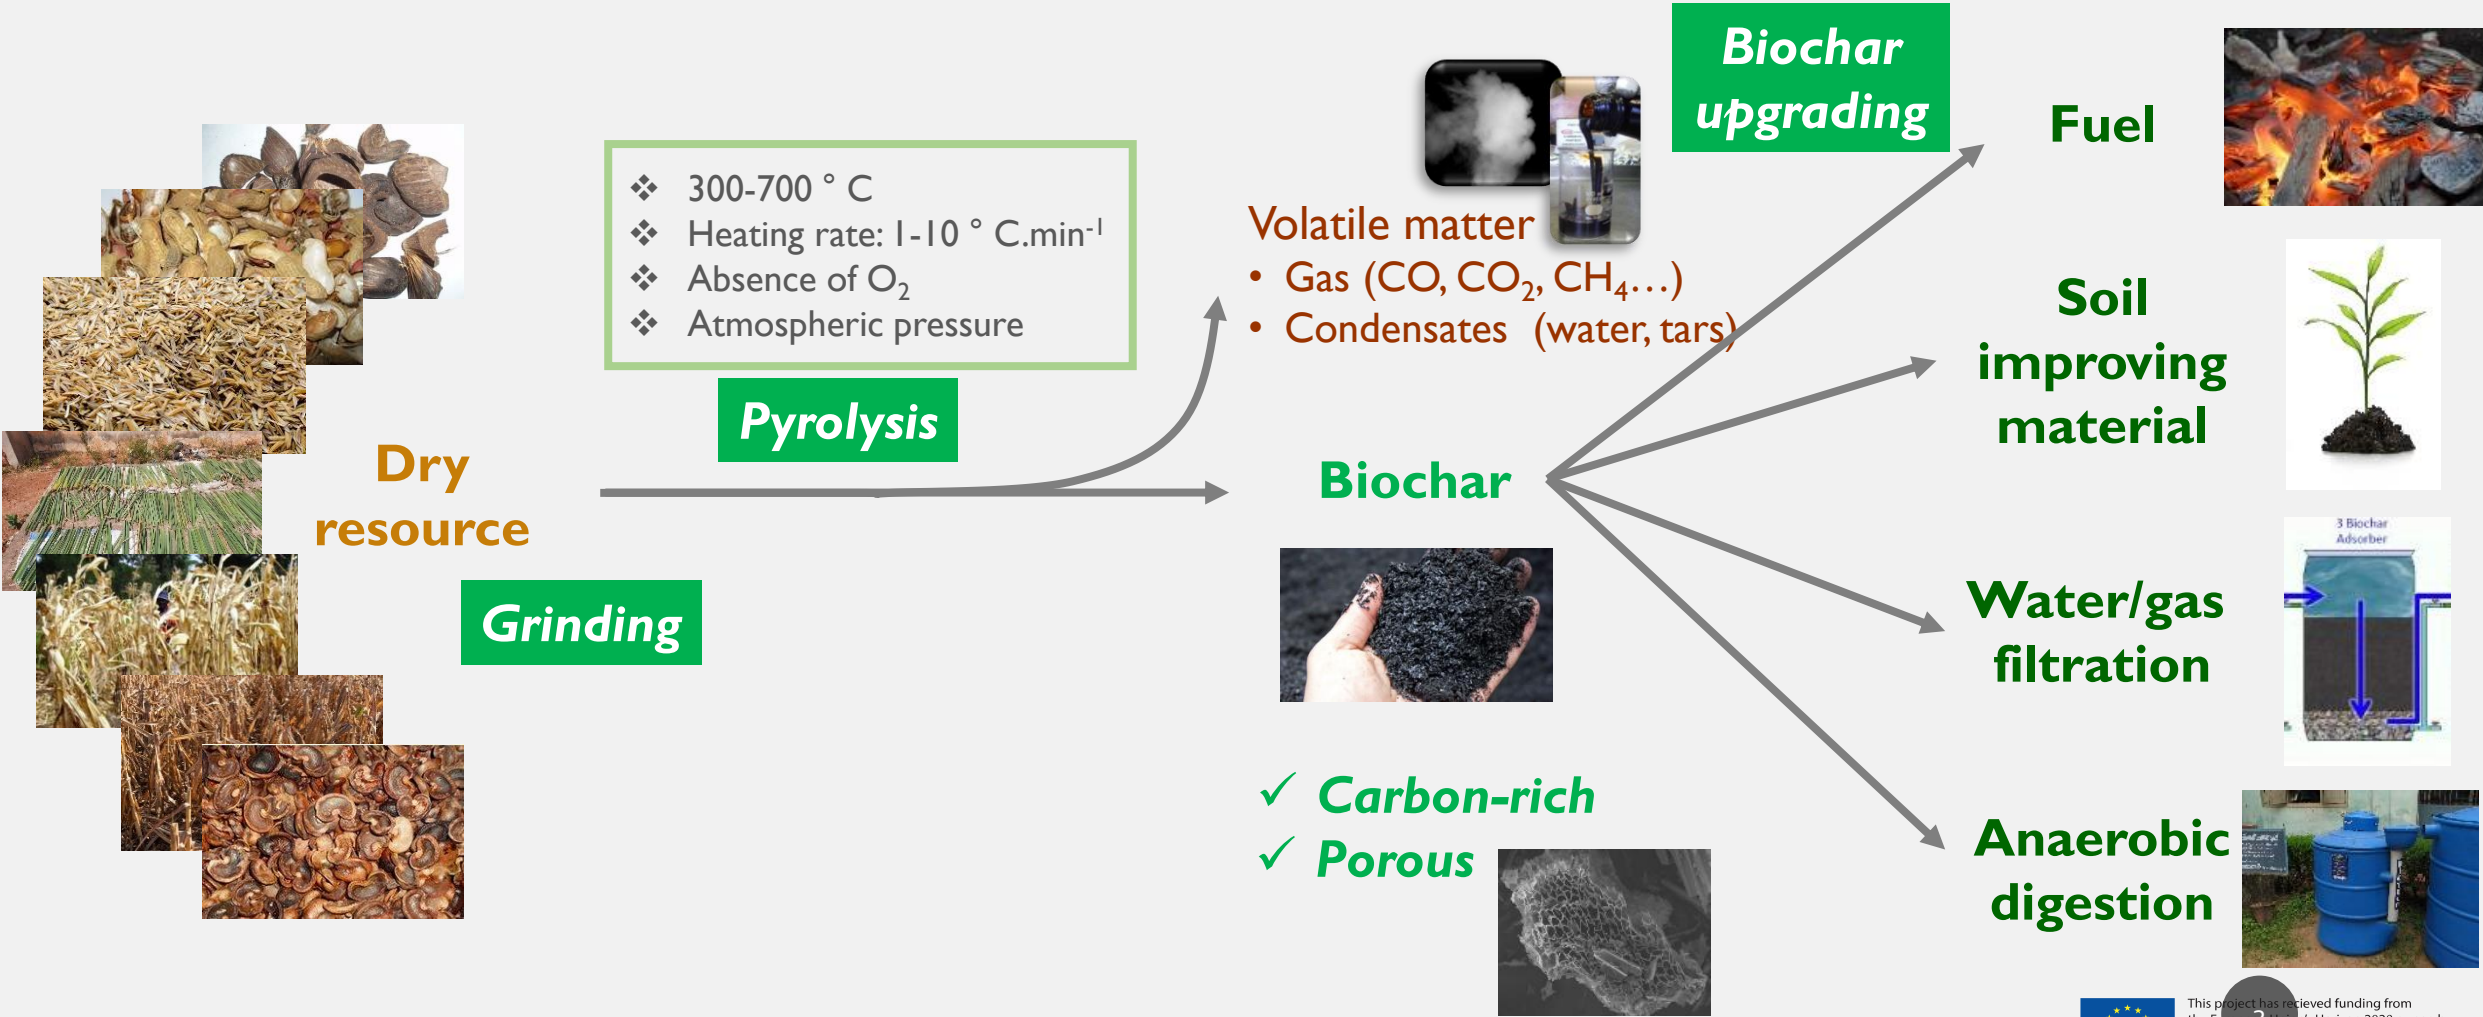 Dry
resource
Grinding
❖ 300-700 ° C
❖ Heating rate: 1-10 ° C.min⁻¹
❖ Absence of O₂
❖ Atmospheric pressure
Pyrolysis
Volatile matter
• Gas (CO, CO₂, CH₄…)
• Condensates (water, tars)
Biochar
✓ Carbon-rich
✓ Porous
Biochar
upgrading
Fuel
Soil
improving
material
3 Biochar
Adsorber
Water/gas
filtration
Anaerobic
digestion
This project has recieved funding from